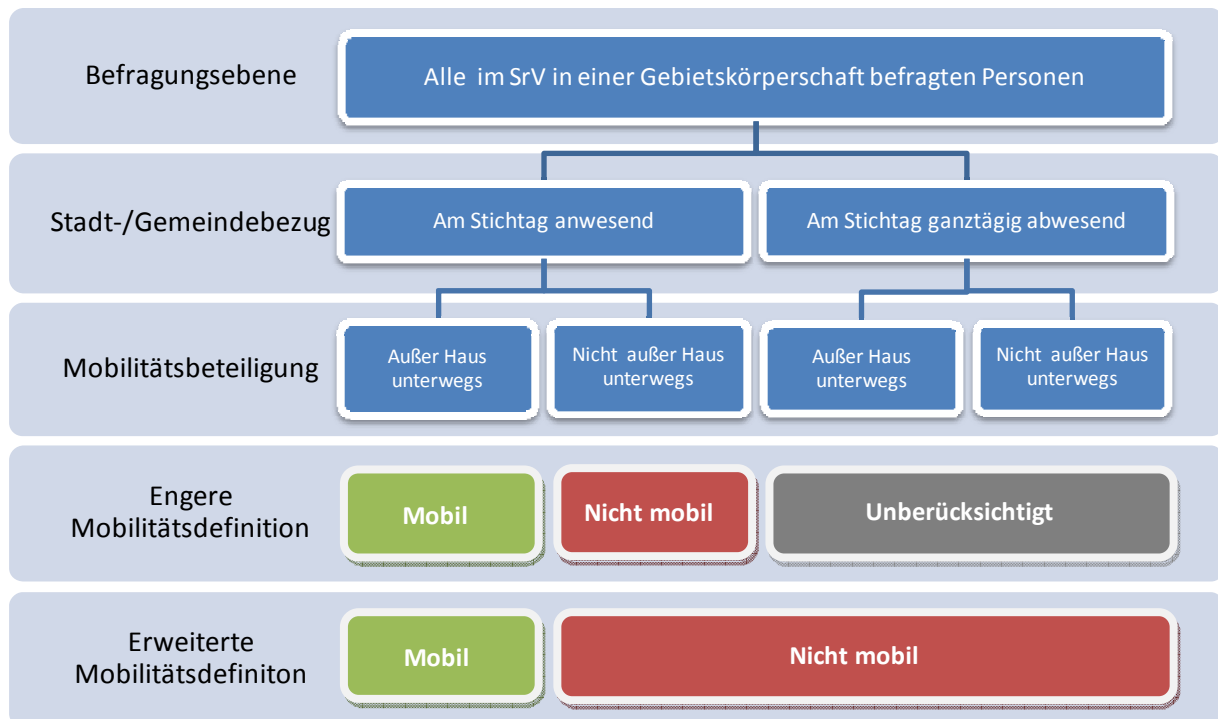 Befragungsebene
Alle im SrV in einer Gebietskörperschaft befragten Personen
Stadt-/Gemeindebezug
Am Stichtag anwesend
Am Stichtag ganztägig abwesend
Mobilitätsbeteiligung
Außer Haus
unterwegs
Nicht außer Haus
unterwegs
Außer Haus
unterwegs
Nicht außer Haus
unterwegs
Engere
Mobilitätsdefinition
Mobil
Nicht mobil
Unberücksichtigt
Erweiterte
Mobilitätsdefiniton
Mobil
Nicht mobil